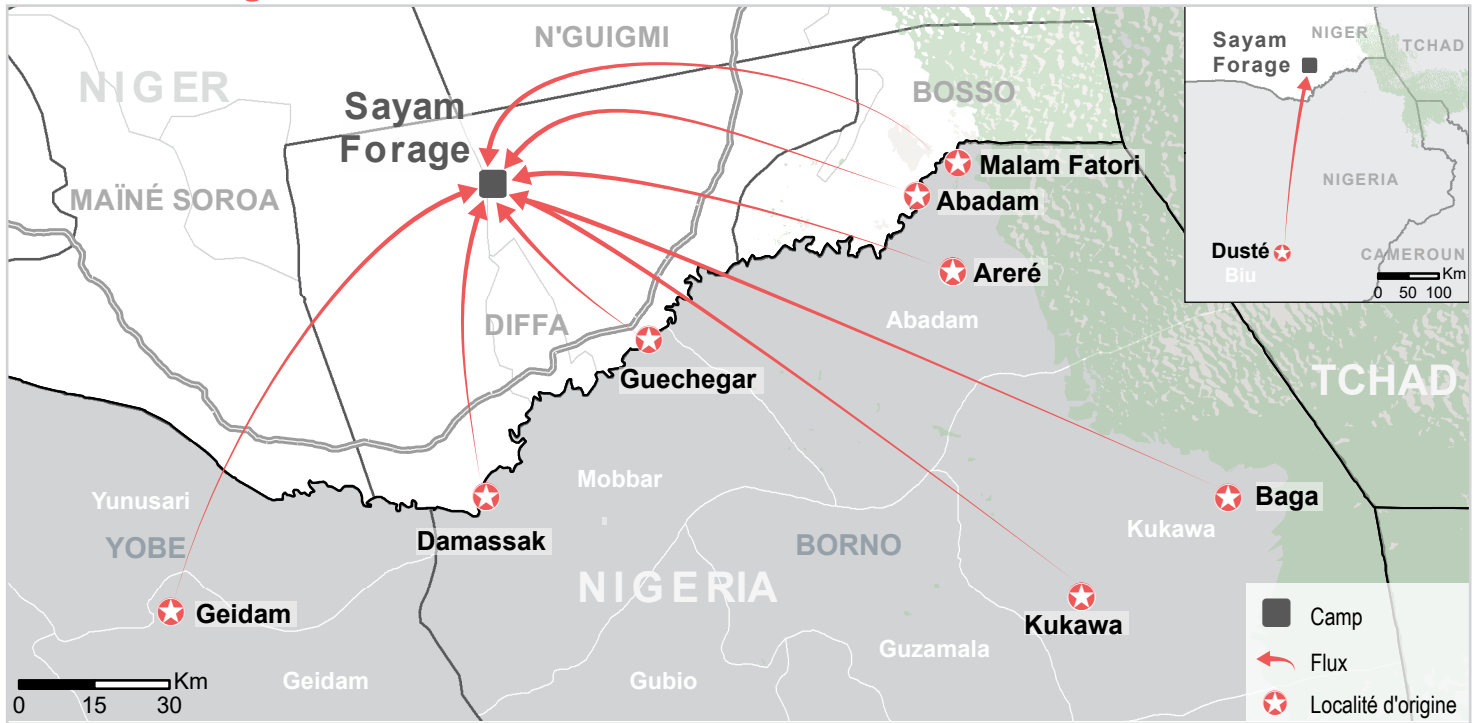 N'GUIGMI
NIGER
Sayam
Forage
BOSSO
MAÏNÉ SOROA
Malam Fatori
Abadam
Areré
Abadam
DIFFA
Guechegar
TCHAD
Mobbar
Yunusari
Baga
Kukawa
YOBE
Damassak
BORNO
NIGERIA
Geidam
Kukawa
Guzamala
Geidam
Gubio
Km
0 15 30
Sayam
Forage
NIGER
TCHAD
NIGERIA
Dusté
Biu
CAMEROUN
Km
0 50 100
Camp
Flux
Localité d'origine